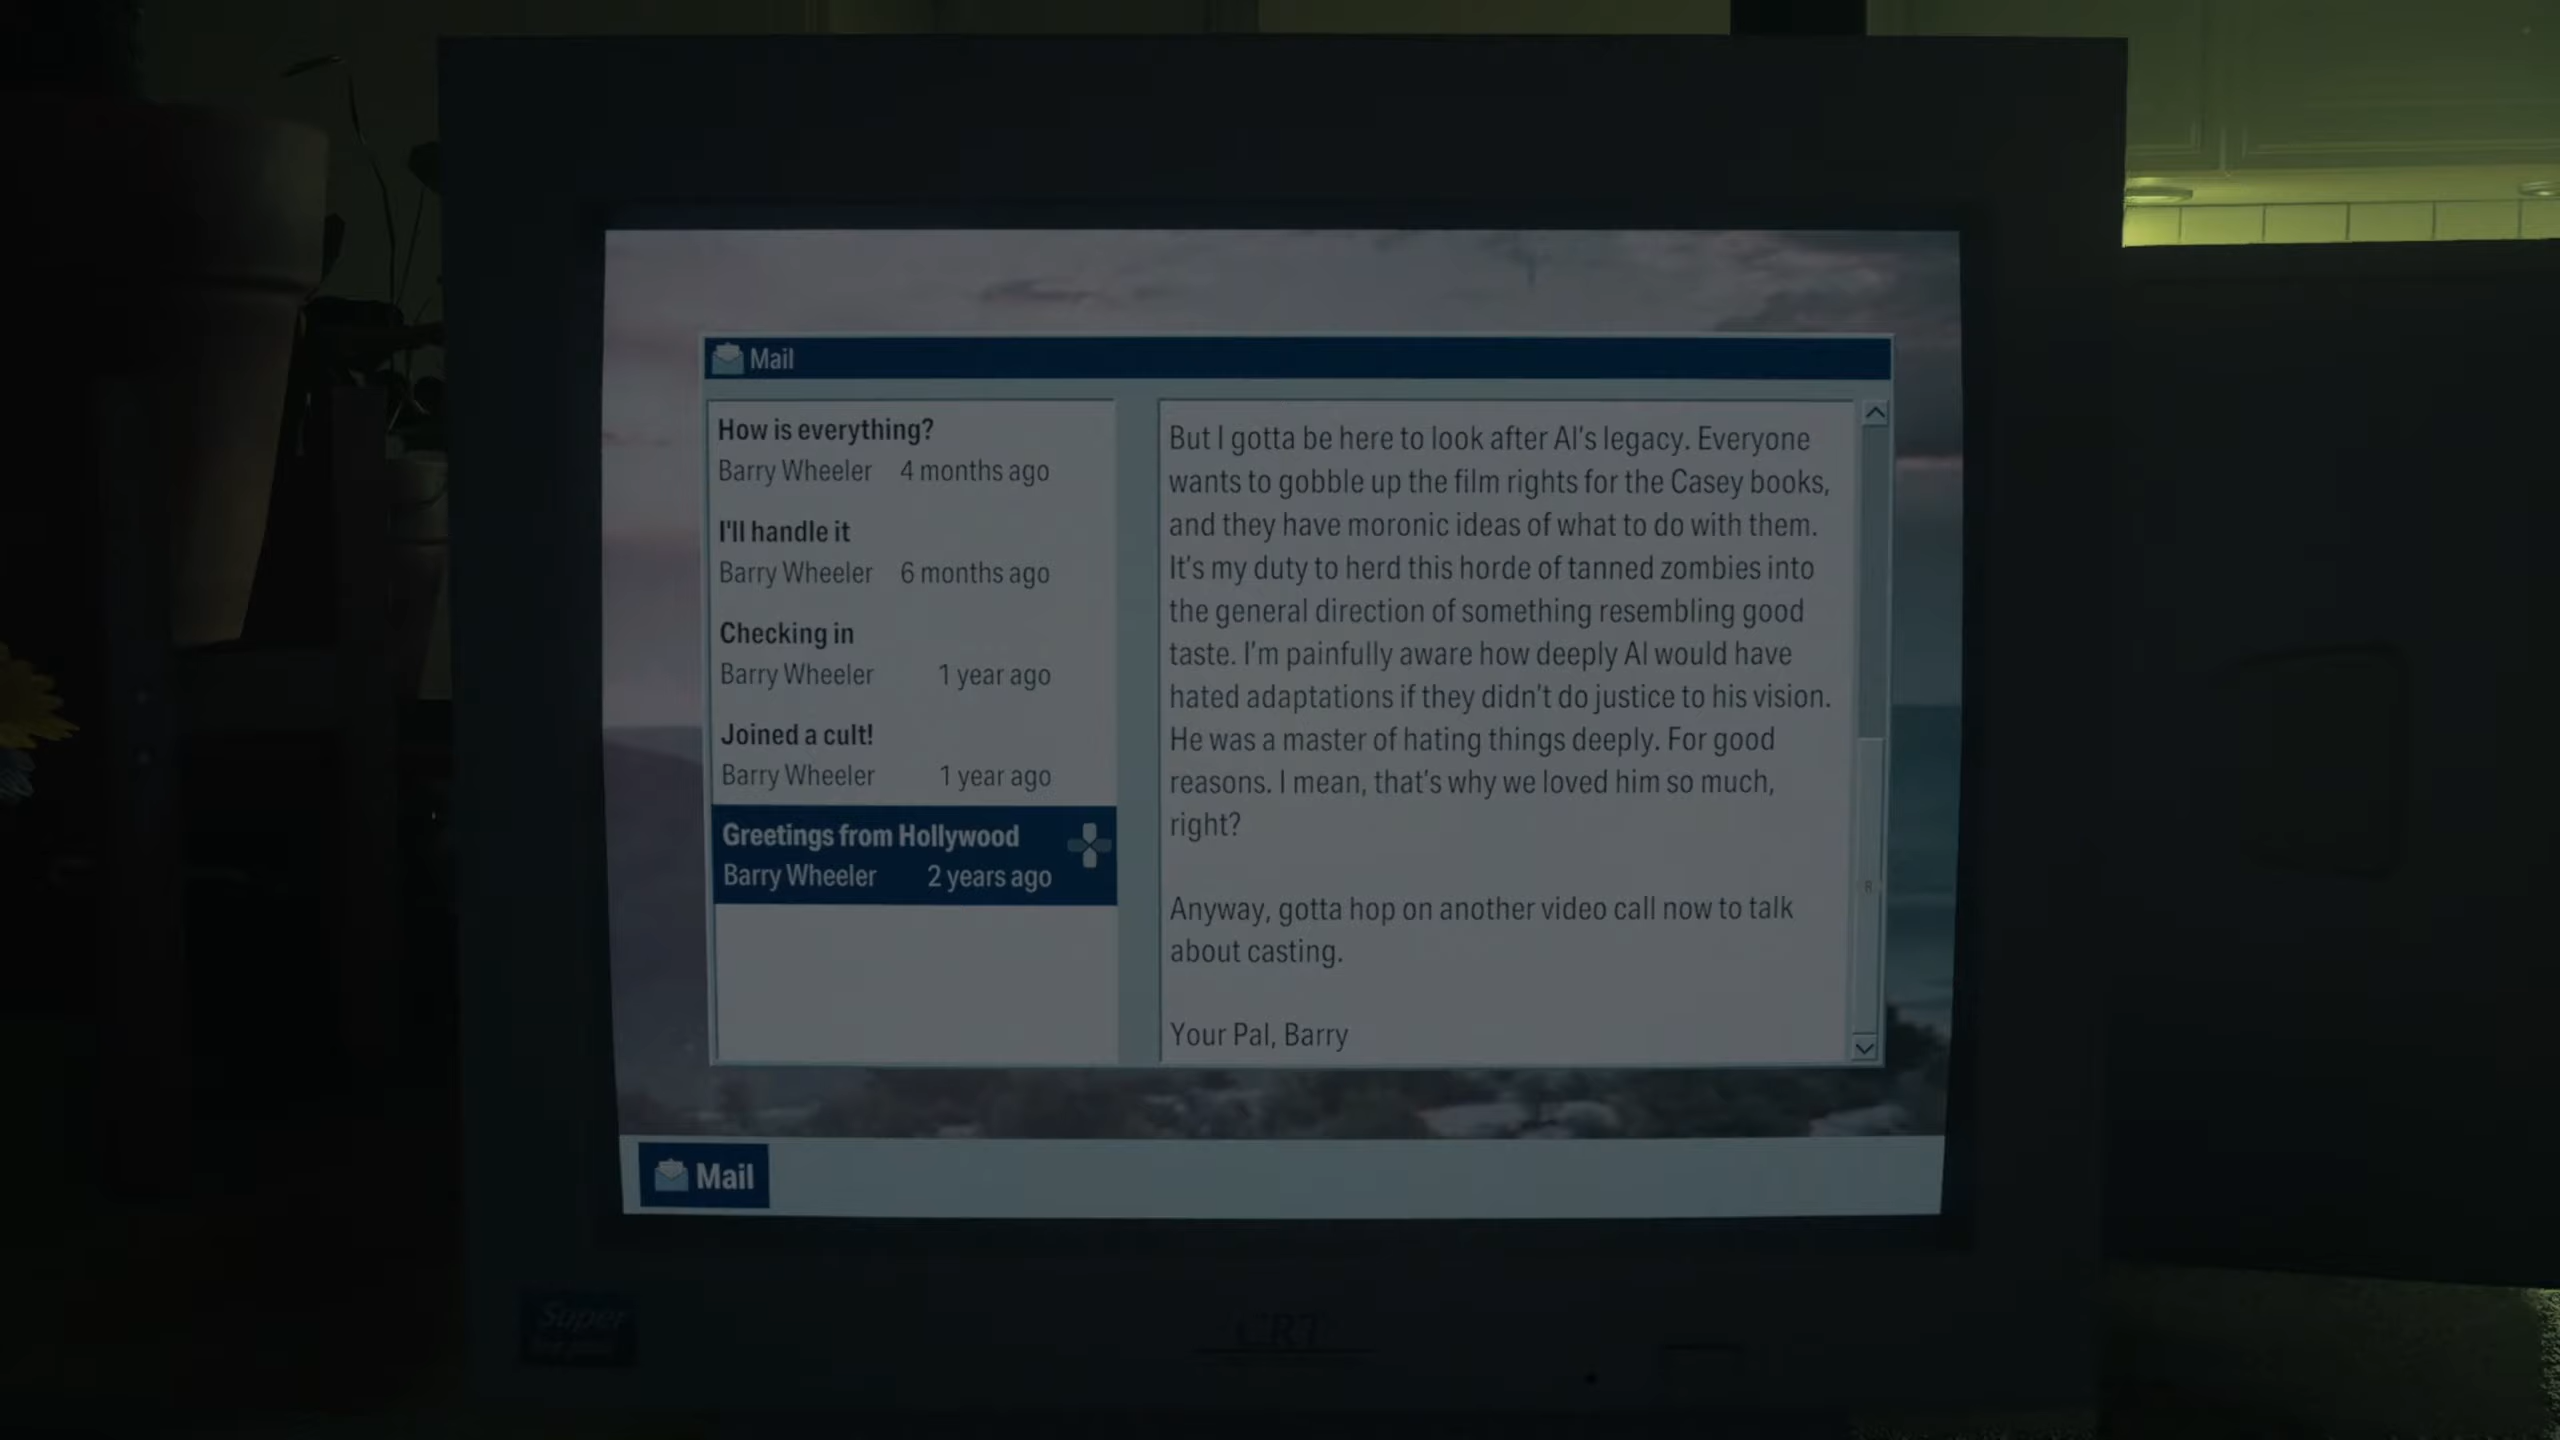 Mail
How is everything?
Barry Wheeler 4 months ago
I'll handle it
Barry Wheeler 6 months ago
Checking in
Barry Wheeler 1 year ago
Joined a cult!
Barry Wheeler 1 year ago
Greetings from Hollywood
Barry Wheeler 2 years ago
But I gotta be here to look after Al's legacy. Everyone
wants to gobble up the film rights for the Casey books,
and they have moronic ideas of what to do with them.
It's my duty to herd this horde of tanned zombies into
the general direction of something resembling good
taste. I'm painfully aware how deeply Al would have
hated adaptations if they didn't do justice to his vision.
He was a master of hating things deeply. For good
reasons. I mean, that's why we loved him so much,
right?
Anyway, gotta hop on another video call now to talk
about casting.
Your Pal, Barry
R
Mail
Super
CRT